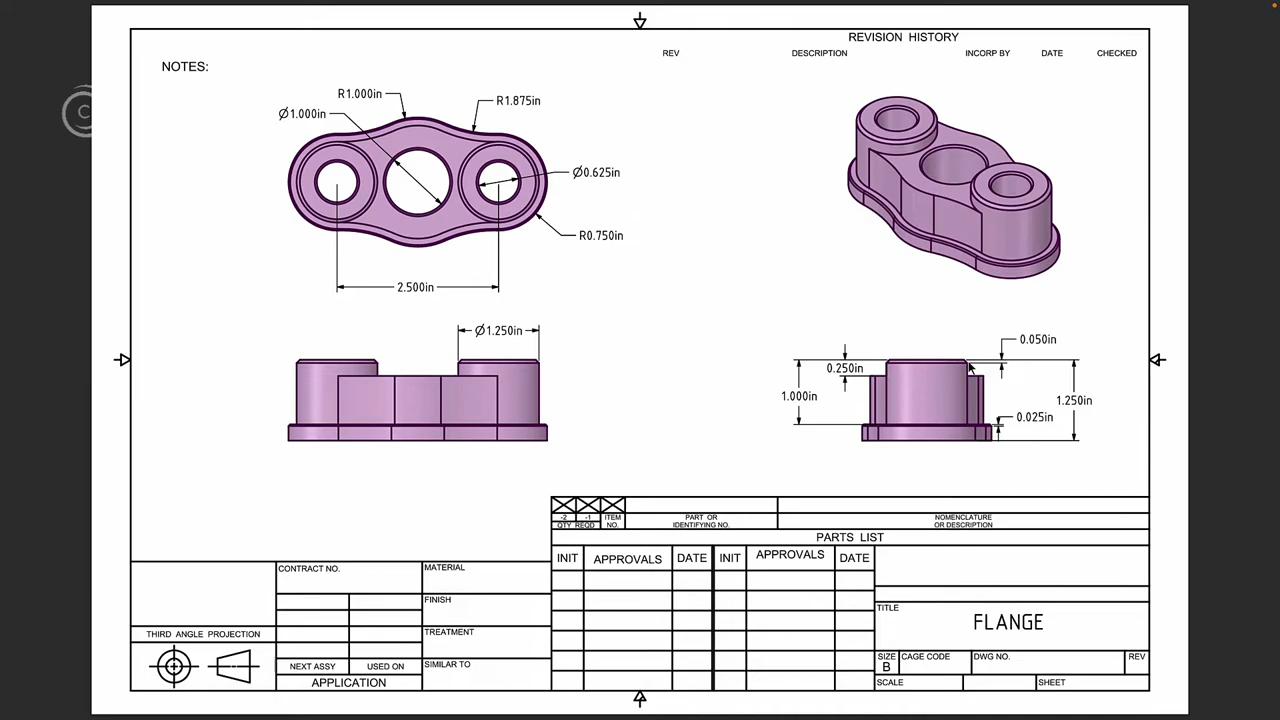 REVISION HISTORY
REV DESCRIPTION INCORP BY DATE CHECKED
NOTES:
R1.000in
R1.875in
Ø1.000in
Ø0.625in
R0.750in
2.500in
Ø1.250in
0.050in
0.250in
1.000in
1.250in
0.025in
-2 -1 ITEM NO.
QTY REQD
PART OR IDENTIFYING NO.
NOMENCLATURE
OR DESCRIPTION
PARTS LIST
INIT APPROVALS DATE INIT APPROVALS DATE
CONTRACT NO.
MATERIAL
FINISH
TREATMENT
SIMILAR TO
THIRD ANGLE PROJECTION
NEXT ASSY USED ON
APPLICATION
TITLE
FLANGE
SIZE
B
CAGE CODE
DWG NO.
REV
SCALE
SHEET
C